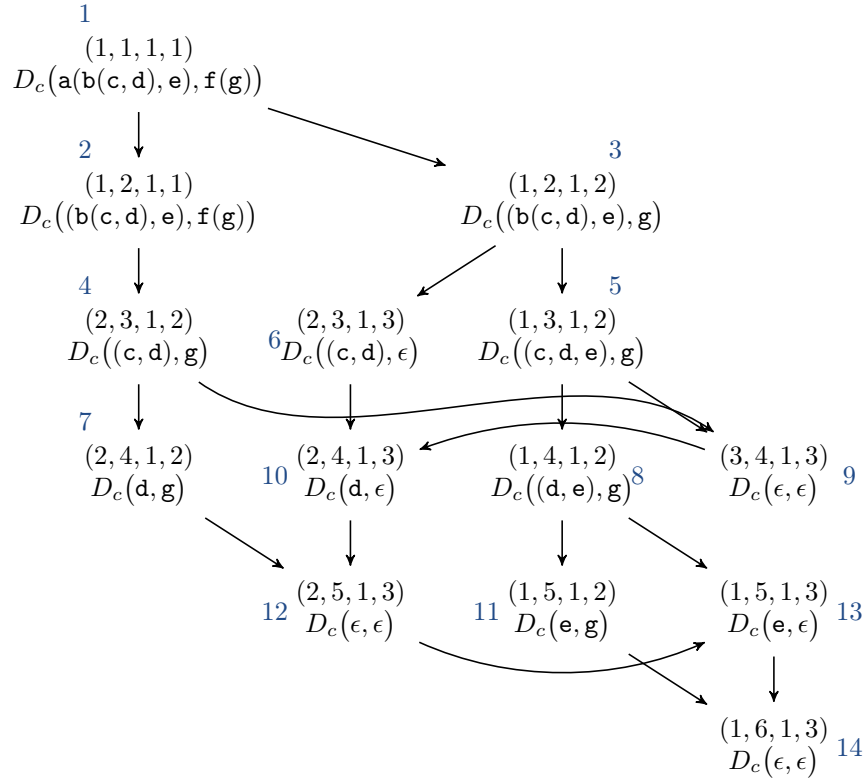 1
(1, 1, 1, 1)
D_c(a(b(c, d), e), f(g))
2
(1, 2, 1, 1)
D_c((b(c, d), e), f(g))
3
(1, 2, 1, 2)
D_c((b(c, d), e), g)
4
(2, 3, 1, 2)
D_c((c, d), g)
6
(2, 3, 1, 3)
D_c((c, d), ϵ)
5
(1, 3, 1, 2)
D_c((c, d, e), g)
7
(2, 4, 1, 2)
D_c(d, g)
10
(2, 4, 1, 3)
D_c(d, ϵ)
8
(1, 4, 1, 2)
D_c((d, e), g)
9
(3, 4, 1, 3)
D_c(ϵ, ϵ)
12
(2, 5, 1, 3)
D_c(ϵ, ϵ)
11
(1, 5, 1, 2)
D_c(e, g)
13
(1, 5, 1, 3)
D_c(e, ϵ)
14
(1, 6, 1, 3)
D_c(ϵ, ϵ)